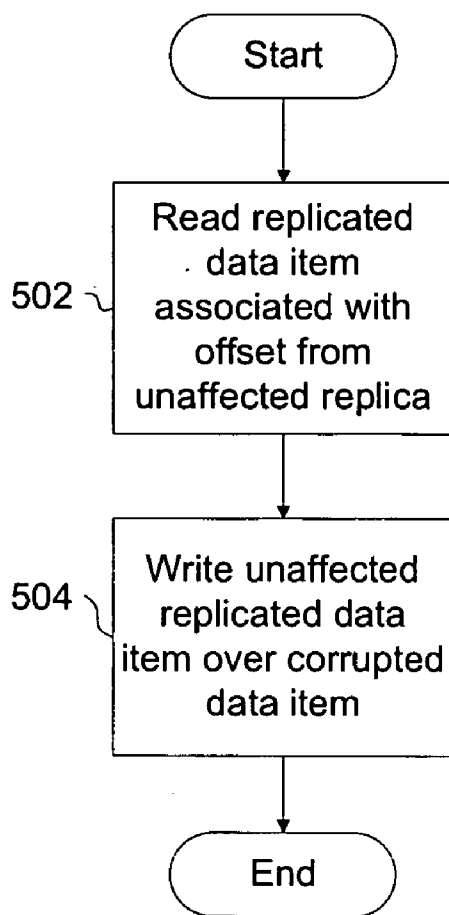 Start
502
Read replicated
data item
associated with
offset from
unaffected replica
504
Write unaffected
replicated data
item over corrupted
data item
End